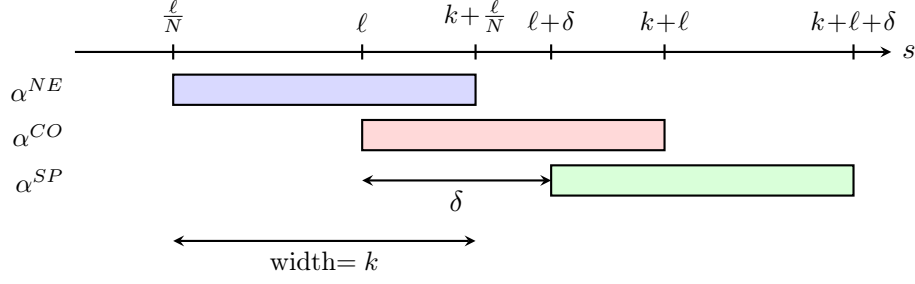 ℓ/N ℓ k+ℓ/N ℓ+δ k+ℓ k+ℓ+δ
s
α^NE
α^CO
α^SP
δ
width= k